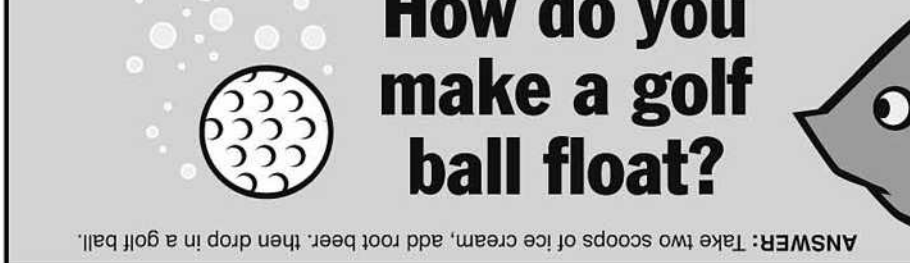 How do you
make a golf
ball float?
ANSWER: Take two scoops of ice cream, add root beer. then drop in a golf ball.